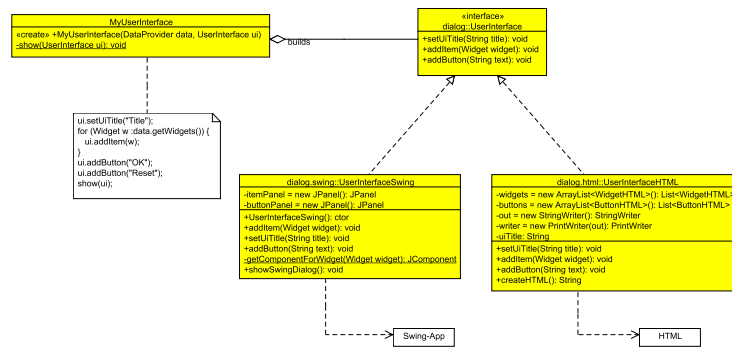 MyUserInterface
«create» +MyUserInterface(DataProvider data, UserInterface ui)
-show(UserInterface ui): void
builds
«interface»
dialog::UserInterface
+setUiTitle(String title): void
+addItem(Widget widget): void
+addButton(String text): void
ui.setUiTitle("Title");
for (Widget w :data.getWidgets()) {
ui.addItem(w);
}
ui.addButton("OK");
ui.addButton("Reset");
show(ui);
dialog.swing::UserInterfaceSwing
-itemPanel = new JPanel(): JPanel
-buttonPanel = new JPanel(): JPanel
+UserInterfaceSwing(): ctor
+addItem(Widget widget): void
+setUiTitle(String title): void
+addButton(String text): void
-getComponentForWidget(Widget widget): JComponent
+showSwingDialog(): void
dialog.html::UserInterfaceHTML
-widgets = new ArrayList<WidgetHTML>(): List<WidgetHTML>
-buttons = new ArrayList<ButtonHTML>(): List<ButtonHTML>
-out = new StringWriter(): StringWriter
-writer = new PrintWriter(out): PrintWriter
-uiTitle: String
+setUiTitle(String title): void
+addItem(Widget widget): void
+addButton(String text): void
+createHTML(): String
Swing-App
HTML